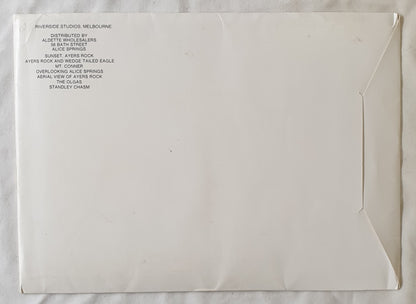 RIVERSIDE STUDIOS, MELBOURNE
DISTRIBUTED BY
ALDETTE WHOLESALERS
56 BATH STREET
ALICE SPRINGS
SUNSET, AYERS ROCK
AYERS ROCK AND WEDGE TAILED EAGLE
MT. CONNER
OVERLOOKING ALICE SPRINGS
AERIAL VIEW OF AYERS ROCK
THE OLGAS
STANDLEY CHASM